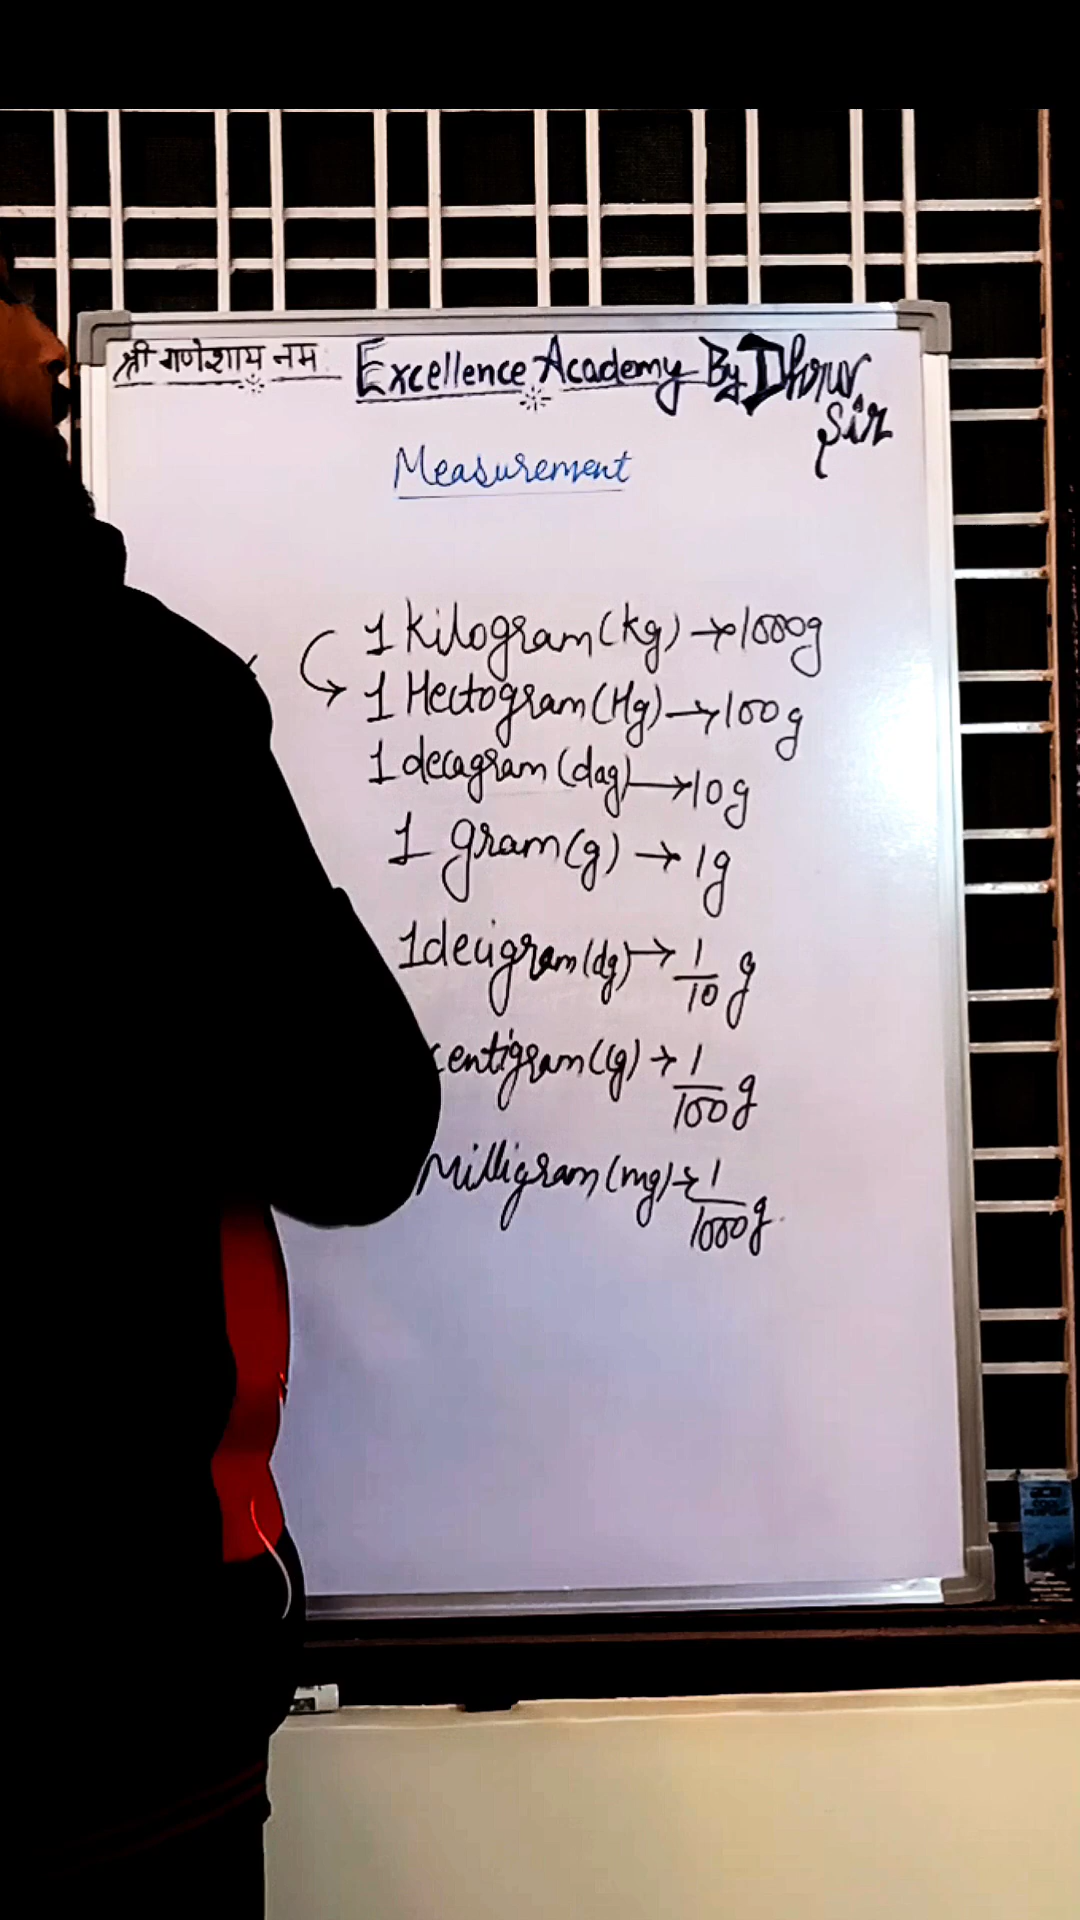 श्री गणेशाय नम: Excellence Academy By Dhruv Sir
Measurement
1 Kilogram (kg) → 1000g
1 Hectogram (Hg) → 100g
1 decagram (dag) → 10g
1 gram (g) → 1g
1 decigram (dg) → 1/10 g
centigram (cg) → 1/100 g
Milligram (mg) → 1/1000 g